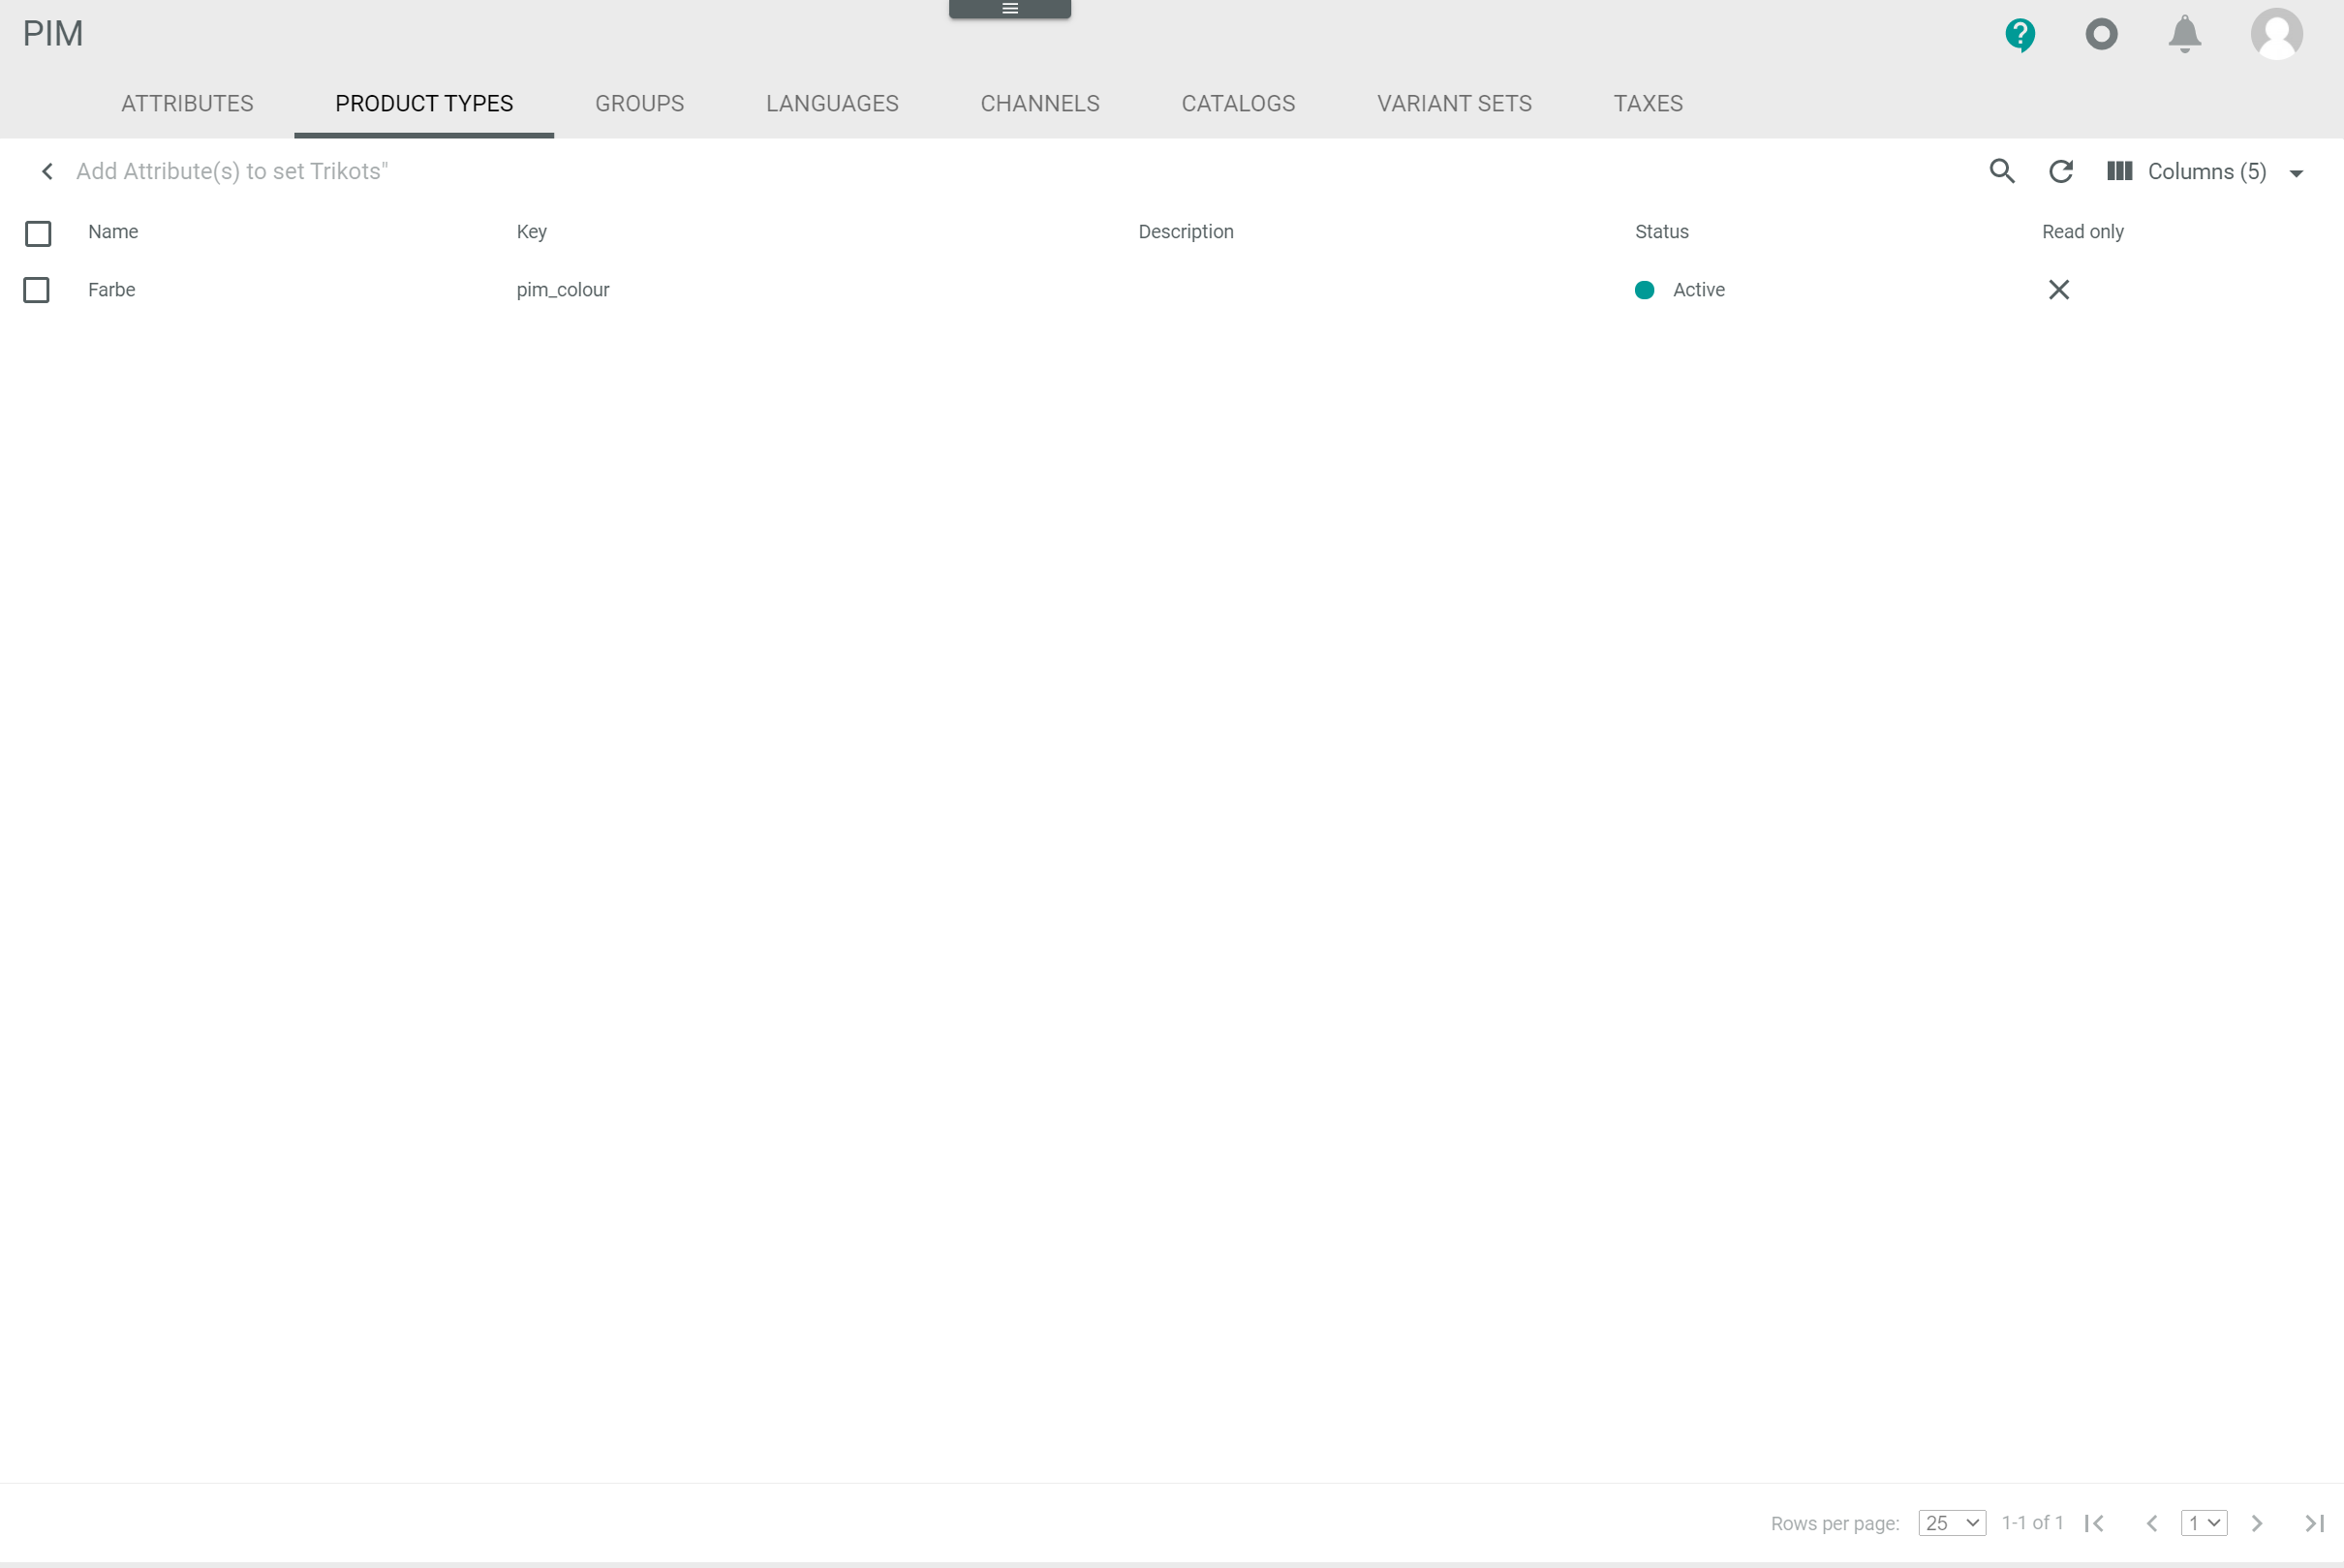 PIM
ATTRIBUTES PRODUCT TYPES GROUPS LANGUAGES CHANNELS CATALOGS VARIANT SETS TAXES
Add Attribute(s) to set Trikots" Columns (5)
Name Key Description Status Read only
Farbe pim_colour Active
Rows per page: 25 1-1 of 1 1